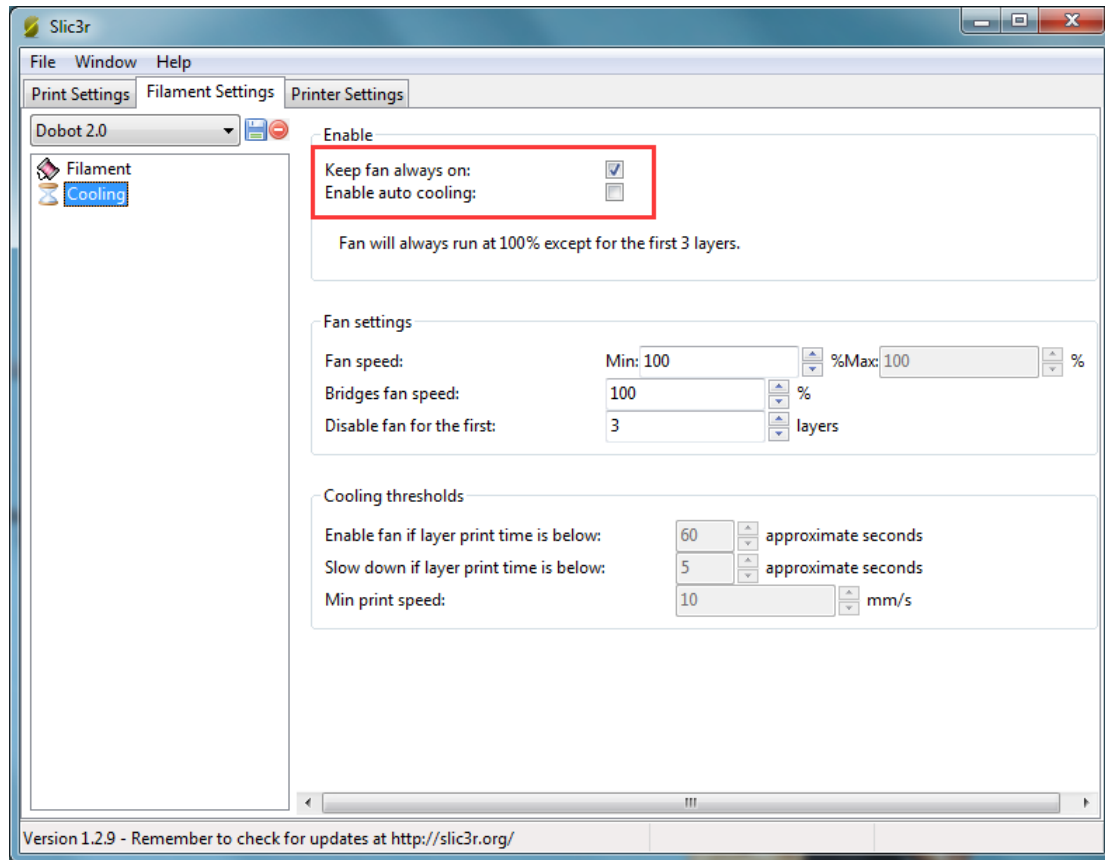 Slic3r
File Window Help
Print Settings Filament Settings Printer Settings
Dobot 2.0
Filament
Cooling
Enable
Keep fan always on:
Enable auto cooling:
Fan will always run at 100% except for the first 3 layers.
Fan settings
Fan speed: Min: 100 %Max: 100 %
Bridges fan speed: 100 %
Disable fan for the first: 3 layers
Cooling thresholds
Enable fan if layer print time is below: 60 approximate seconds
Slow down if layer print time is below: 5 approximate seconds
Min print speed: 10 mm/s
Version 1.2.9 - Remember to check for updates at http://slic3r.org/